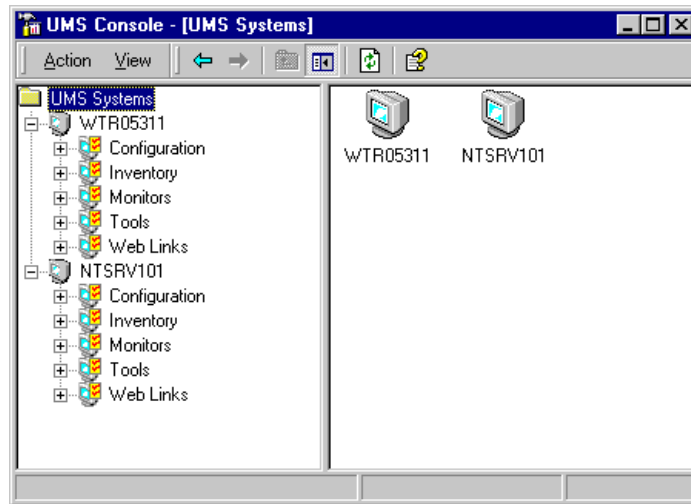 UMS Console - [UMS Systems]
Action View
UMS Systems
WTR05311
Configuration
Inventory
Monitors
Tools
Web Links
NTSRV101
Configuration
Inventory
Monitors
Tools
Web Links
WTR05311 NTSRV101